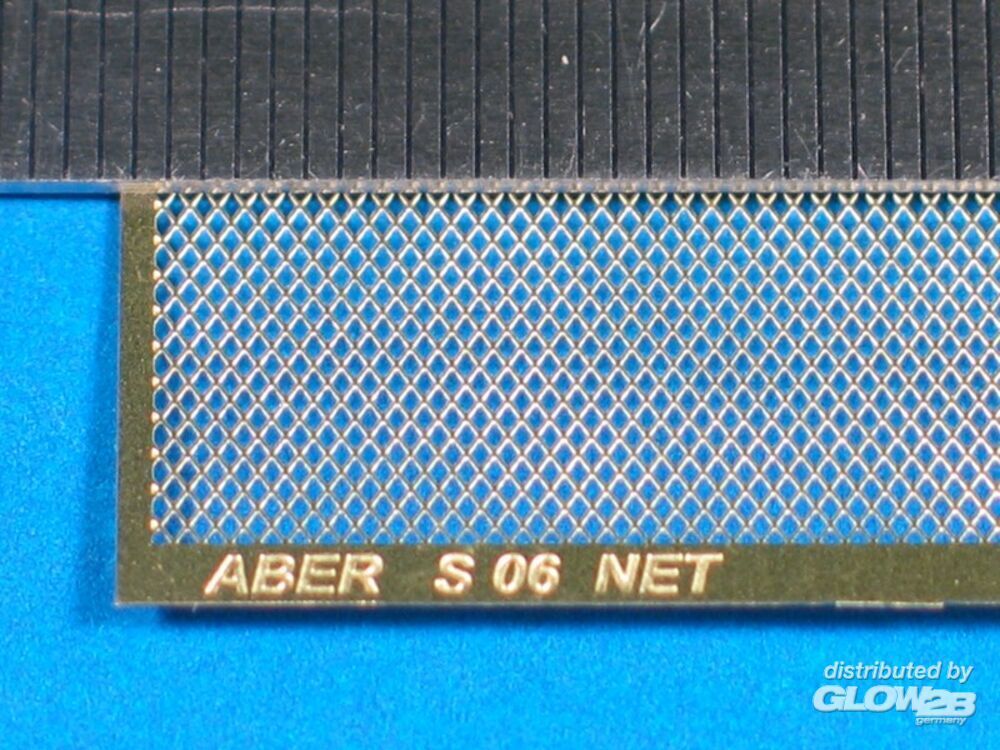 ABER S 06 NET
distributed by
GLOW2B
germany